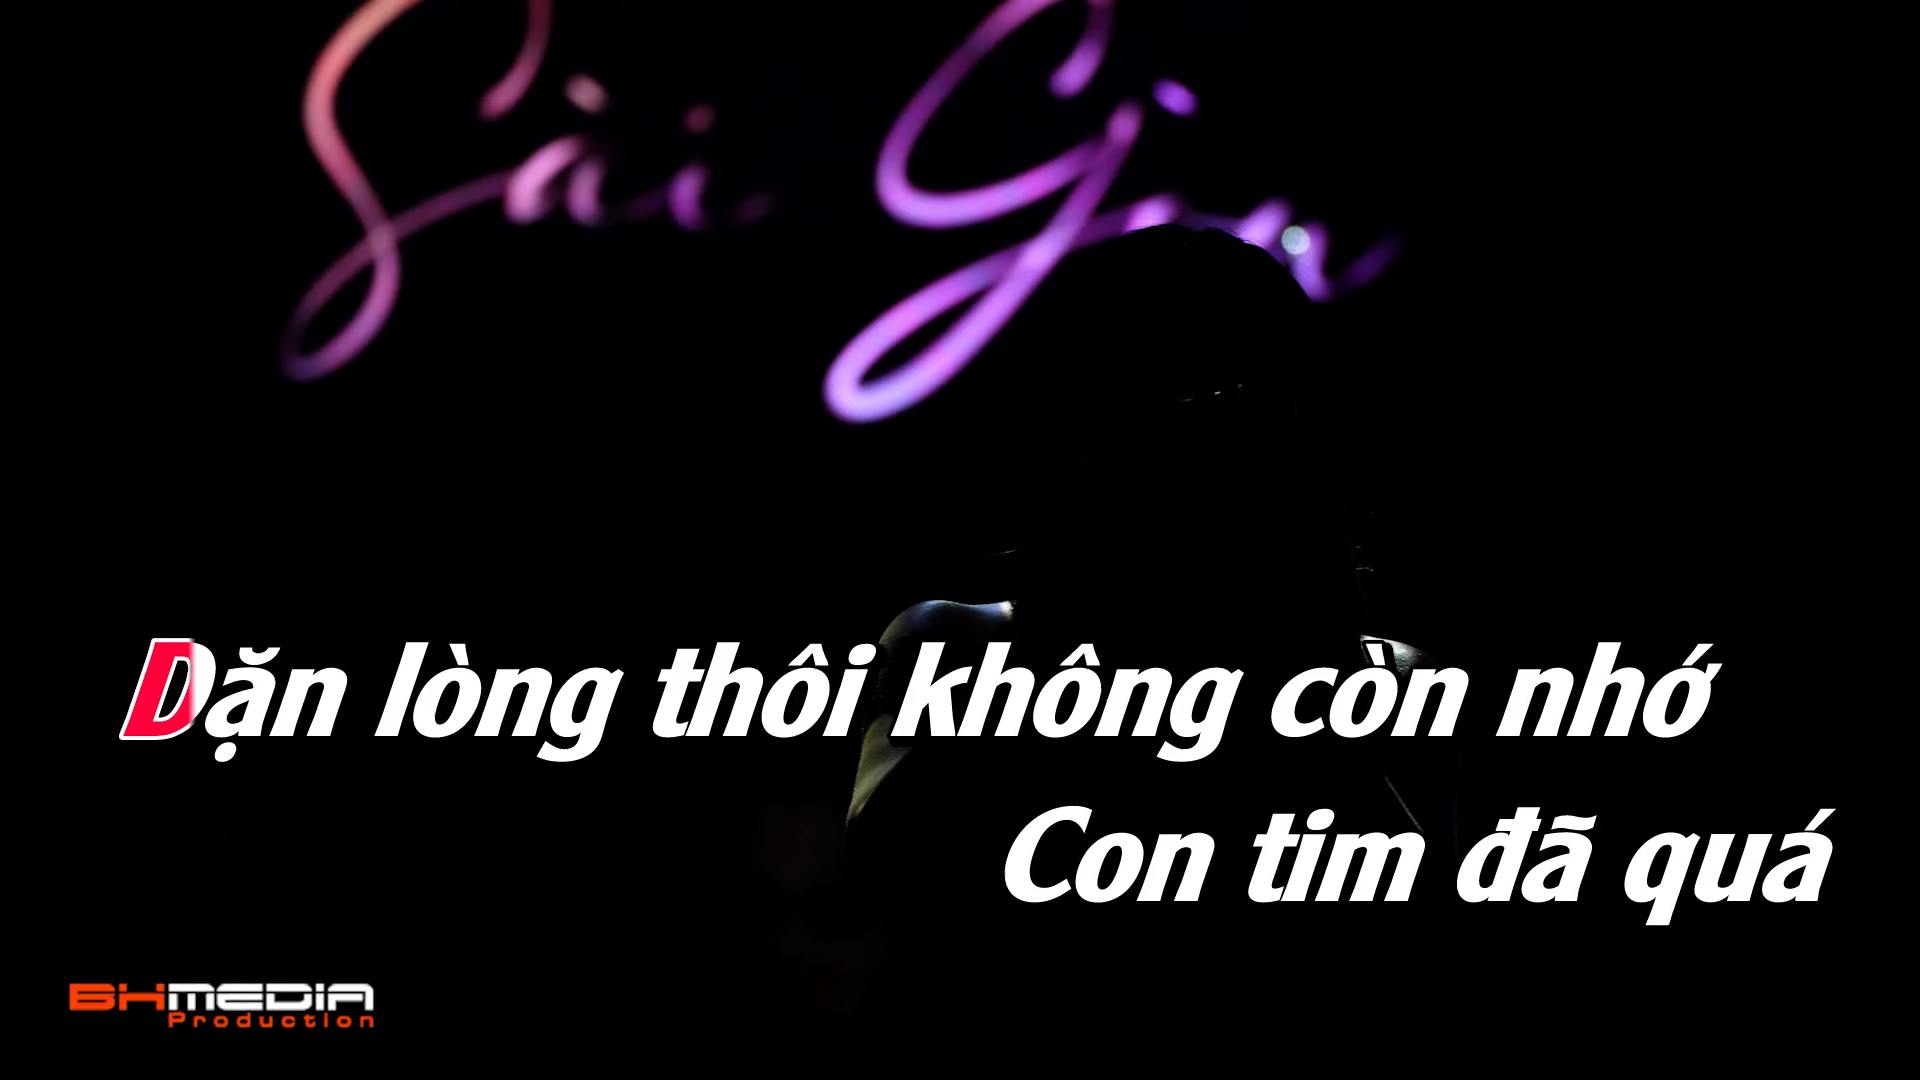 Sài Gòn
Dặn lòng thôi không còn nhớ
Con tim đã quá
BHMEDIA
Production